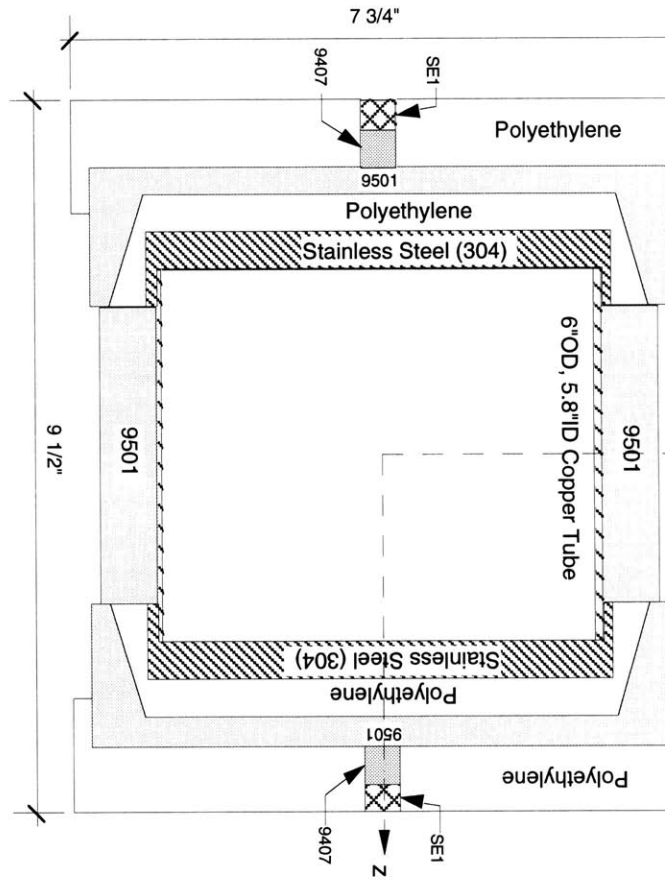 7 3/4"
SE1
9407
Polyethylene
9501
Polyethylene
Stainless Steel (304)
6"OD, 5.8"ID Copper Tube
9501
9501
9 1/2"
Stainless Steel (304)
Polyethylene
9501
Polyethylene
9407
SE1
Z